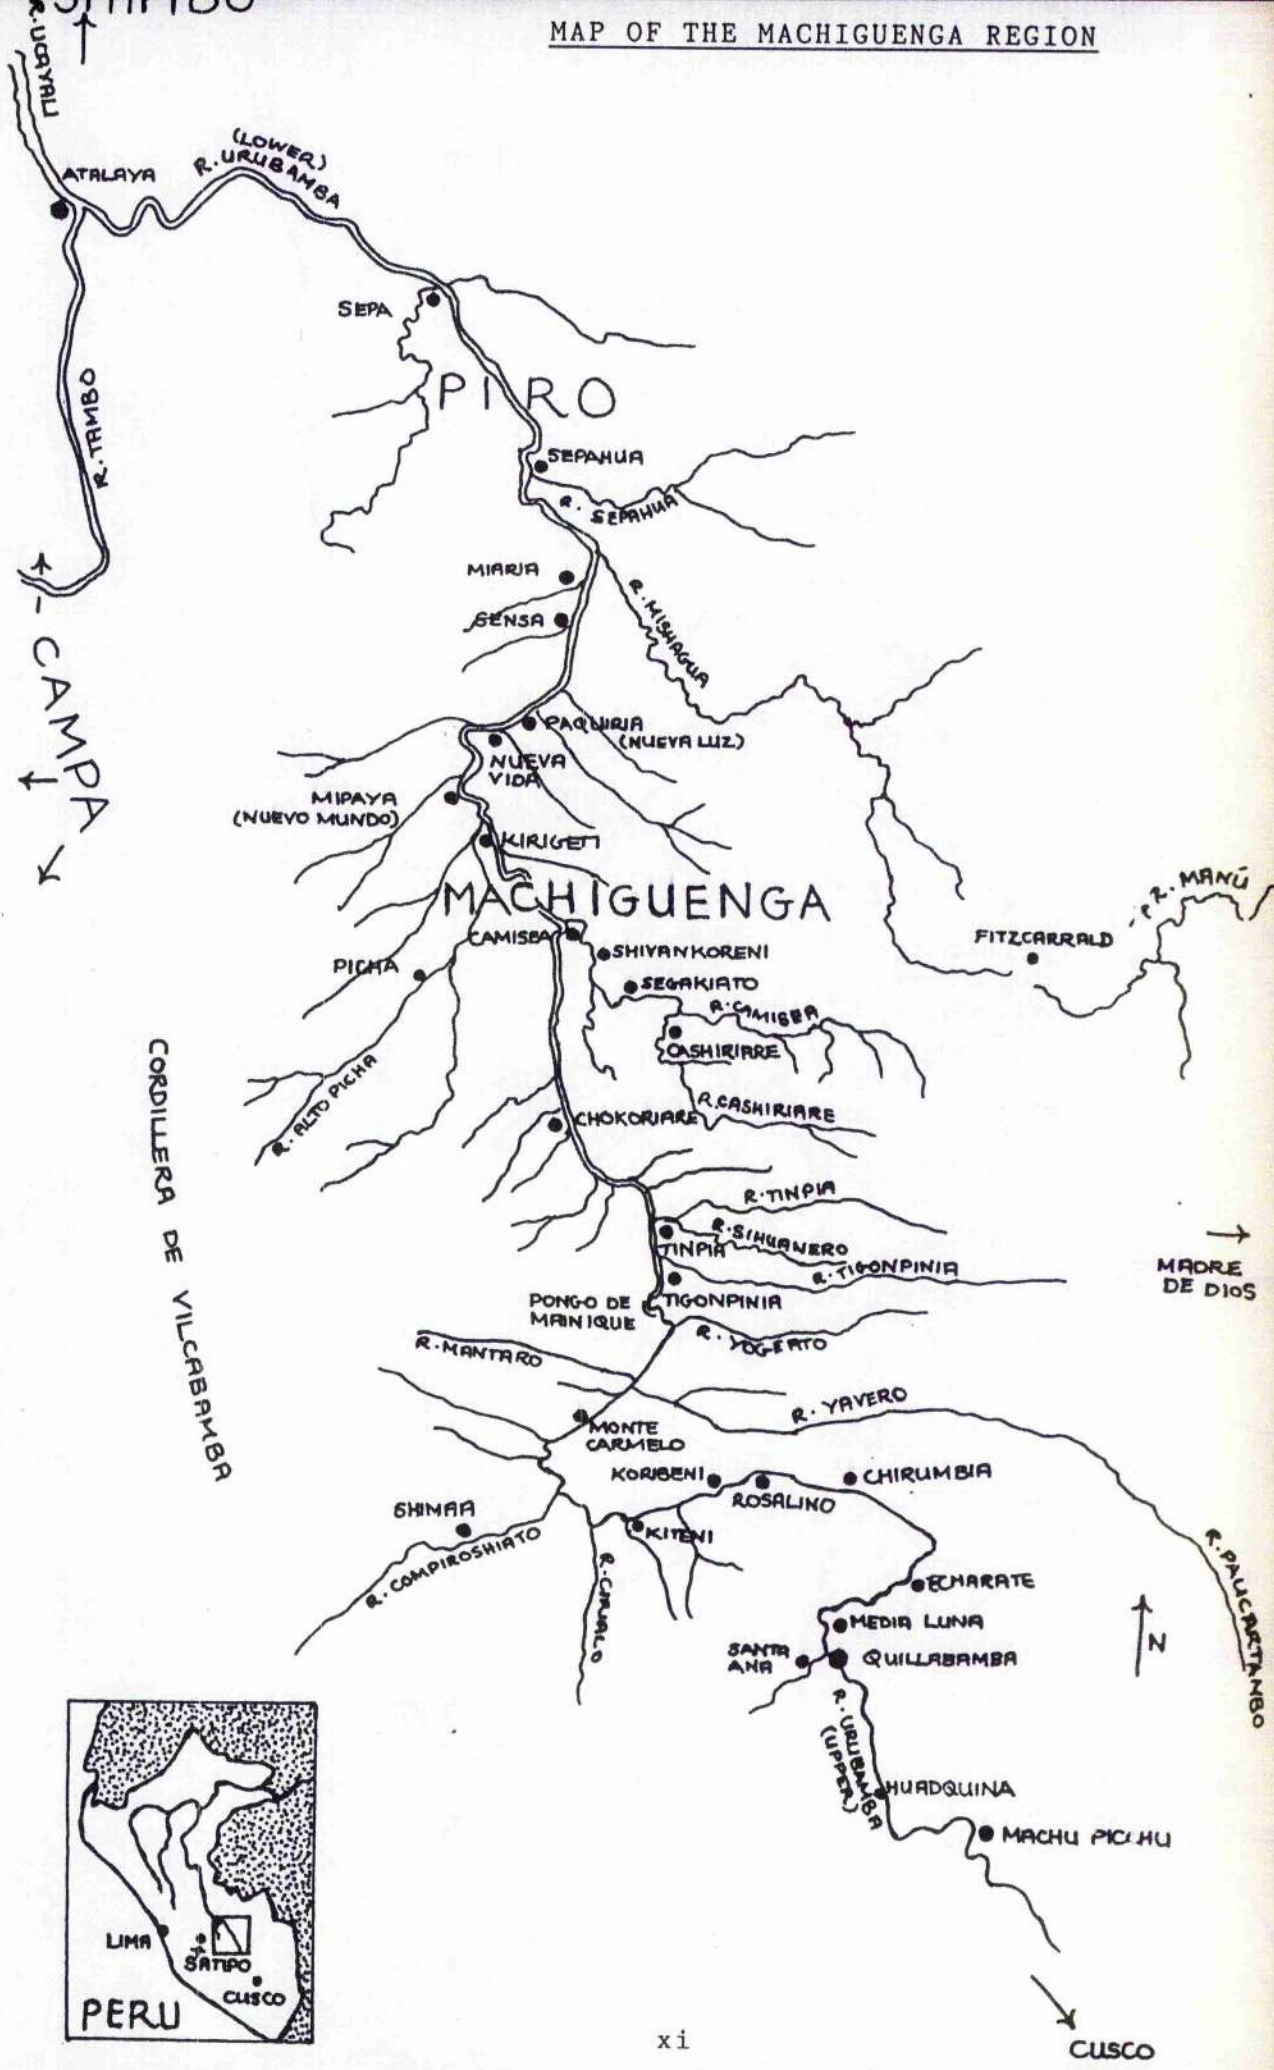 MAP OF THE MACHIGUENGA REGION
R. UCAYALI
ATALAYA
(LOWER)
R. URUBAMBA
SEPA
PIRO
R. TAMBO
SEPAHUA
R. SEPAHUA
MIARIA
SENSA
R. MISHAGUA
← CAMPA →
PAQUIRIA
(NUEVA LUZ)
NUEVA
VIDA
MIPAYA
(NUEVO MUNDO)
KIRIGETI
MACHIGUENGA
R. MANÚ
FITZCARRALD
CAMISEA
SHIVANKORENI
PICHA
SEGAKIATO
R. CAMISEA
CASHIRIARE
R. ALTO PICHA
R. CASHIRIARE
CHOKORIARE
CORDILLERA DE VILCABAMBA
R. TINPIA
R. SIHUANERO
TINPIA
R. TIGONPINIA
MADRE
DE DIOS
PONGO DE
MAINIQUE
TIGONPINIA
R. YOGEATO
R. MANTARO
R. YAVERO
MONTE
CARMELO
KORIBENI
ROSALINO
CHIRUMBIA
SHIMAA
KITENI
R. COMPIROSHIATO
R. CIRIALO
R. PAUCARTANBO
ECHARATE
MEDIA LUNA
N
SANTA
ANA
QUILLABAMBA
R. URUBAMBA
(UPPER)
HUADQUINA
MACHU PICCHU
LIMA
SATIPO
CUSCO
PERU
xi
CUSCO